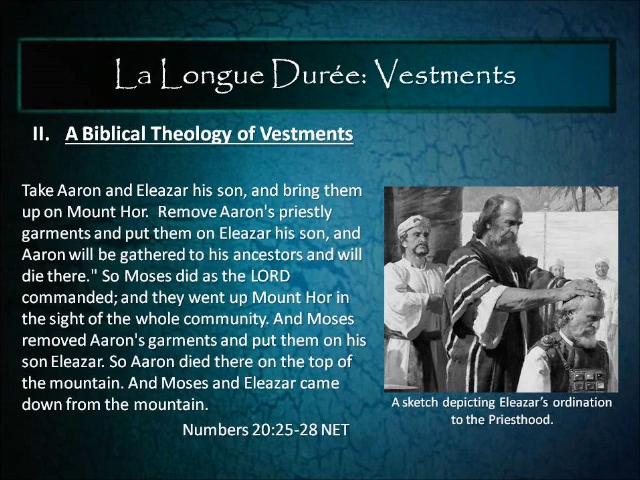 La Longue Durée: Vestments
II. A Biblical Theology of Vestments
Take Aaron and Eleazar his son, and bring them
up on Mount Hor. Remove Aaron's priestly
garments and put them on Eleazar his son, and
Aaron will be gathered to his ancestors and will
die there." So Moses did as the LORD
commanded; and they went up Mount Hor in
the sight of the whole community. And Moses
removed Aaron's garments and put them on his
son Eleazar. So Aaron died there on the top of
the mountain. And Moses and Eleazar came
down from the mountain.
Numbers 20:25-28 NET
A sketch depicting Eleazar's ordination
to the Priesthood.